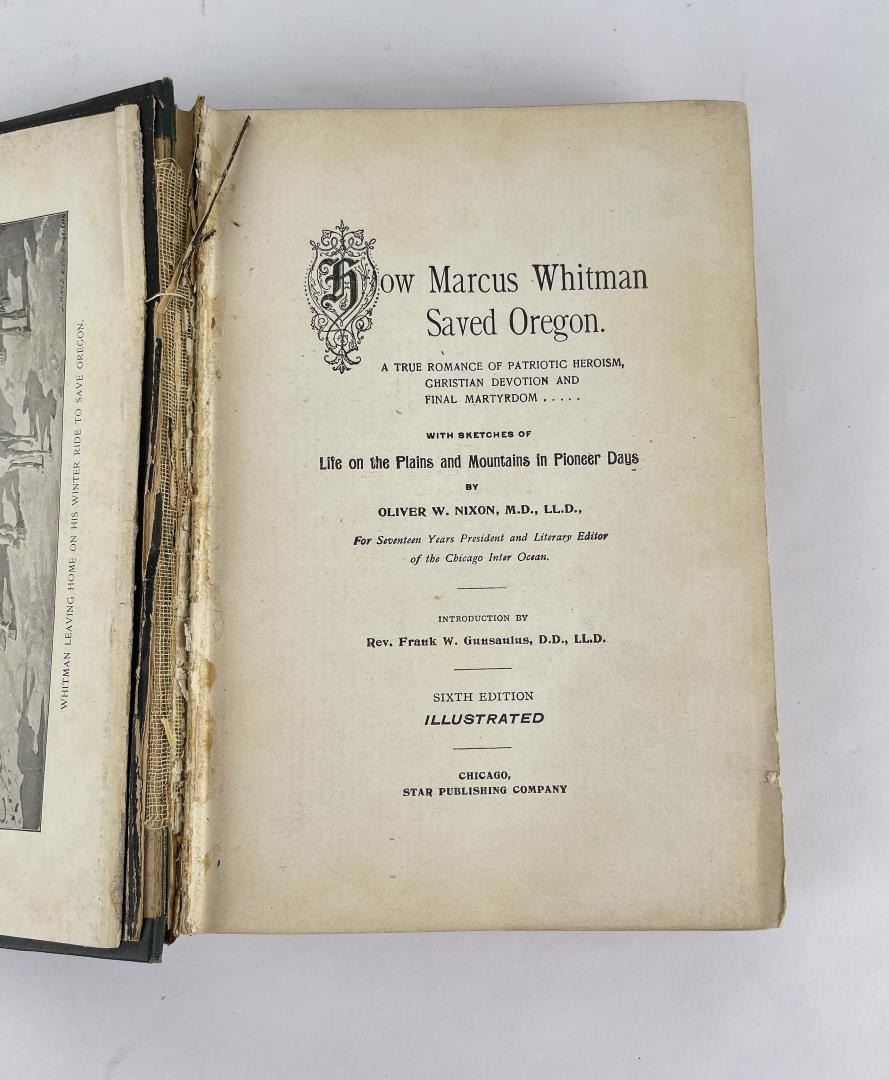 WHITMAN LEAVING HOME ON HIS WINTER RIDE TO SAVE OREGON.
How Marcus Whitman
Saved Oregon.
A TRUE ROMANCE OF PATRIOTIC HEROISM,
CHRISTIAN DEVOTION AND
FINAL MARTYRDOM . . . . .
WITH SKETCHES OF
Life on the Plains and Mountains in Pioneer Days
BY
OLIVER W. NIXON, M.D., LL.D.,
For Seventeen Years President and Literary Editor
of the Chicago Inter Ocean.
INTRODUCTION BY
Rev. Frank W. Gunsaulus, D.D., LL.D.
SIXTH EDITION
ILLUSTRATED
CHICAGO,
STAR PUBLISHING COMPANY